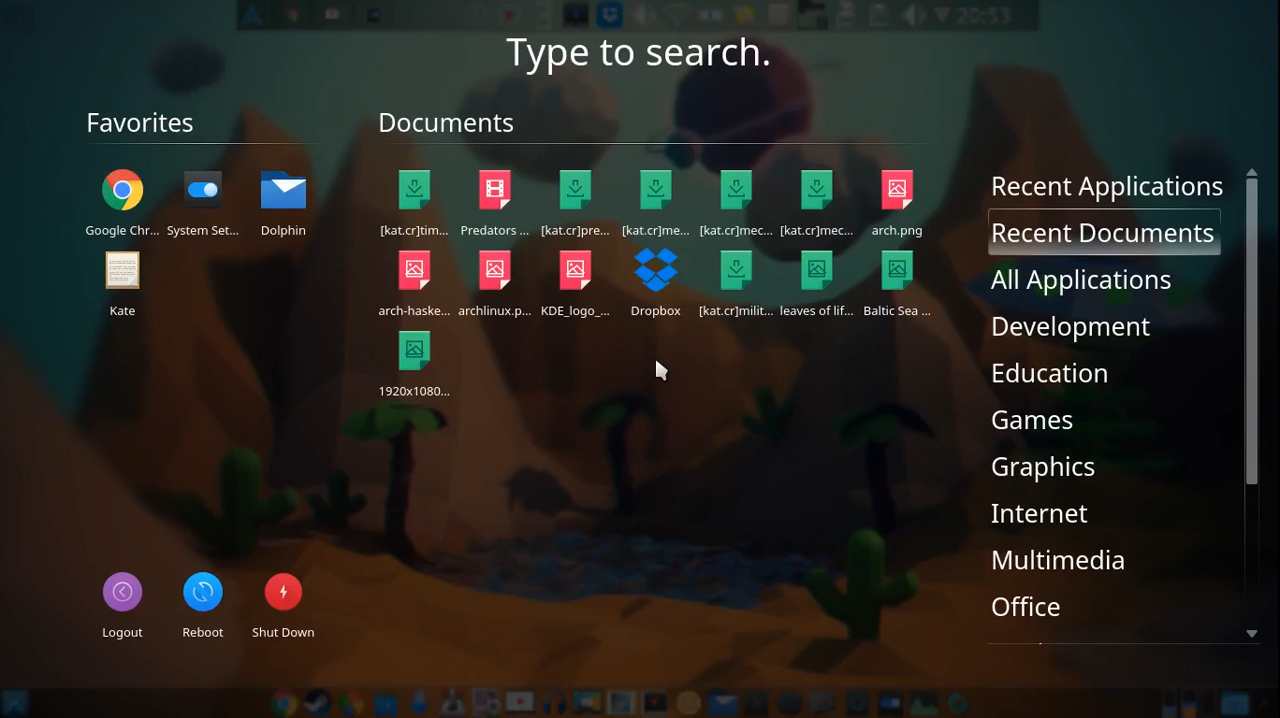 20:53
Type to search.
Favorites
Documents
Google Chr...
System Set...
Dolphin
Kate
[kat.cr]tim...
Predators ...
[kat.cr]pre...
[kat.cr]me...
[kat.cr]mec...
[kat.cr]mec...
arch.png
arch-haske...
archlinux.p...
KDE_logo_...
Dropbox
[kat.cr]milit...
leaves of lif...
Baltic Sea ...
1920x1080...
Recent Applications
Recent Documents
All Applications
Development
Education
Games
Graphics
Internet
Multimedia
Office
Logout
Reboot
Shut Down